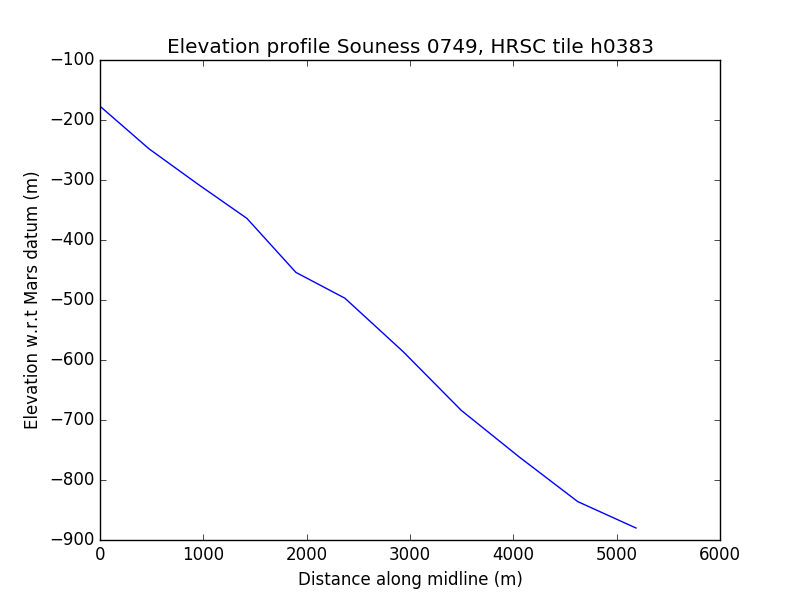 Elevation profile Souness 0749, HRSC tile h0383
−100
−200
−300
−400
−500
−600
−700
−800
−900
Elevation w.r.t Mars datum (m)
0 1000 2000 3000 4000 5000 6000
Distance along midline (m)